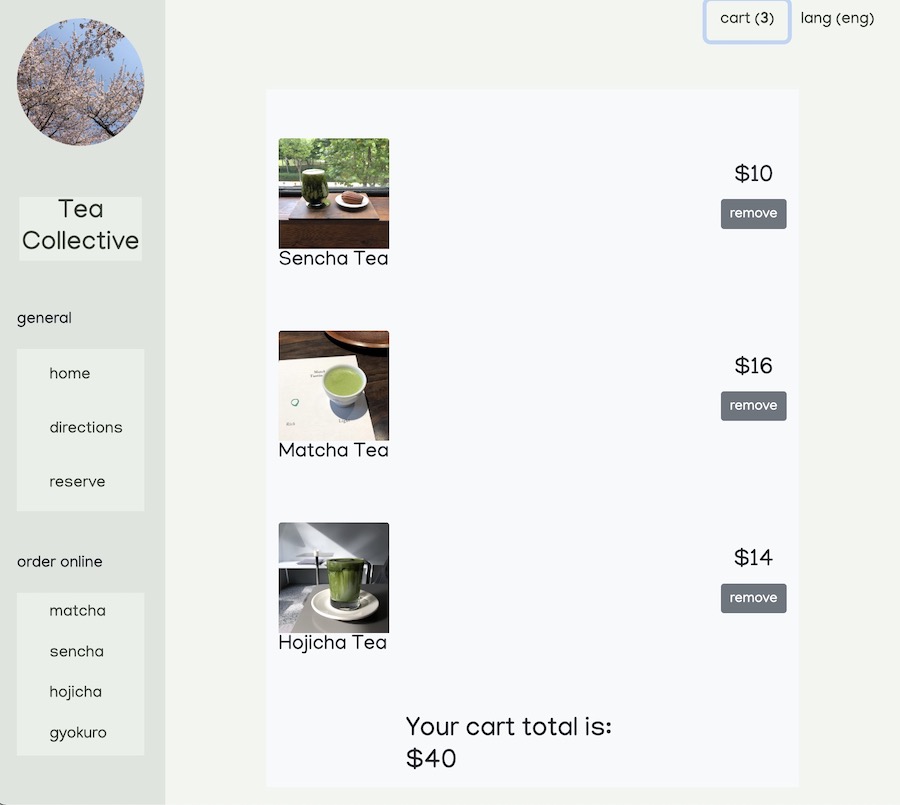 cart (3) lang (eng)
Tea
Collective
general
home
directions
reserve
order online
matcha
sencha
hojicha
gyokuro
$10
remove
Sencha Tea
$16
remove
Matcha Tea
$14
remove
Hojicha Tea
Your cart total is:
$40